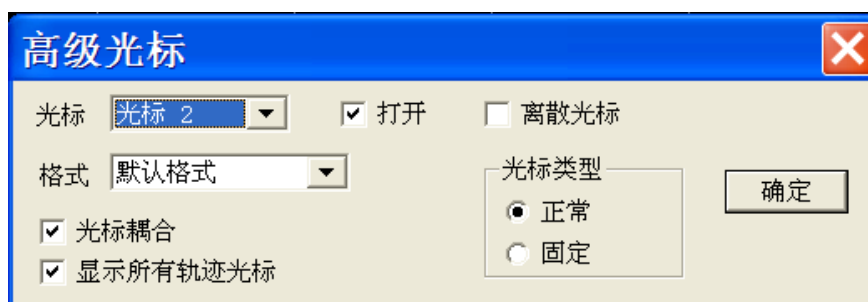 高级光标
光标 光标 2 打开 离散光标
格式 默认格式 光标类型
确定
正常
光标耦合
固定
显示所有轨迹光标